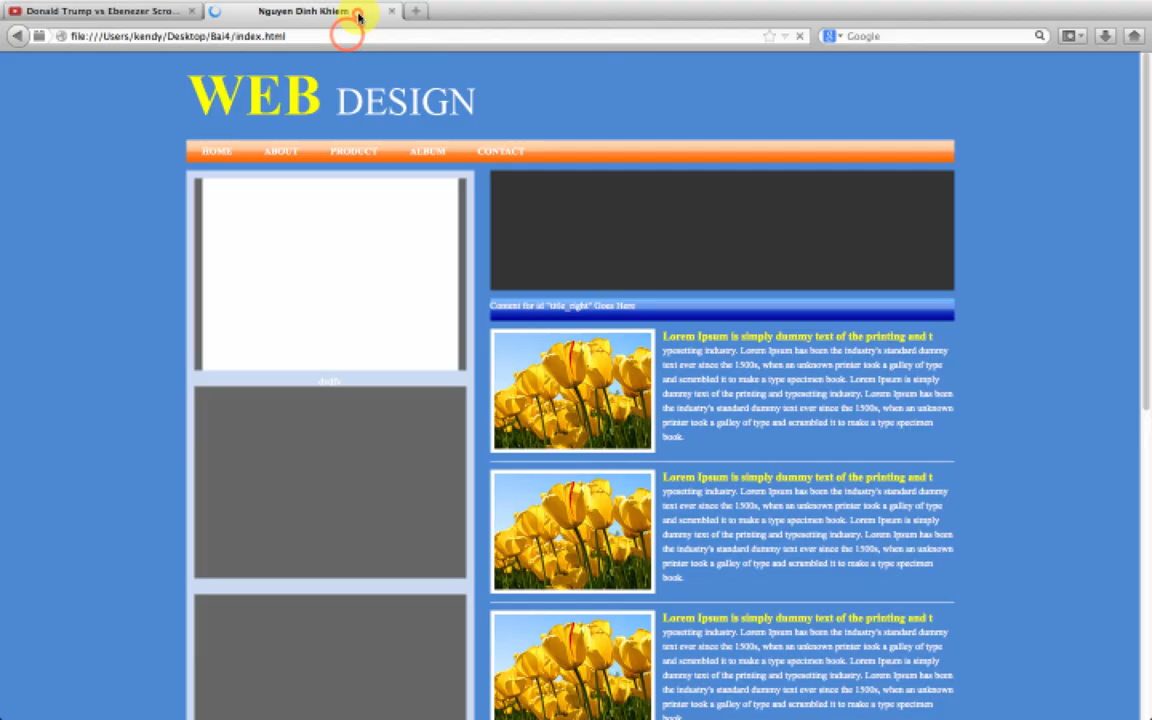 Donald Trump vs Ebenezer Scro...
Nguyen Dinh Khiem
file:///Users/kendy/Desktop/Bai4/index.html
Google
WEB DESIGN
HOME ABOUT PRODUCT ALBUM CONTACT
Content for id "title_right" Goes Here
Lorem Ipsum is simply dummy text of the printing and t
ypesetting industry. Lorem Ipsum has been the industry's standard dummy
text ever since the 1500s, when an unknown printer took a galley of type
and scrambled it to make a type specimen book. Lorem Ipsum is simply
dummy text of the printing and typesetting industry. Lorem Ipsum has been
the industry's standard dummy text ever since the 1500s, when an unknown
printer took a galley of type and scrambled it to make a type specimen
book.
Lorem Ipsum is simply dummy text of the printing and t
ypesetting industry. Lorem Ipsum has been the industry's standard dummy
text ever since the 1500s, when an unknown printer took a galley of type
and scrambled it to make a type specimen book. Lorem Ipsum is simply
dummy text of the printing and typesetting industry. Lorem Ipsum has been
the industry's standard dummy text ever since the 1500s, when an unknown
printer took a galley of type and scrambled it to make a type specimen
book.
Lorem Ipsum is simply dummy text of the printing and t
ypesetting industry. Lorem Ipsum has been the industry's standard dummy
text ever since the 1500s, when an unknown printer took a galley of type
and scrambled it to make a type specimen book. Lorem Ipsum is simply
dummy text of the printing and typesetting industry. Lorem Ipsum has been
the industry's standard dummy text ever since the 1500s, when an unknown
printer took a galley of type and scrambled it to make a type specimen
book.